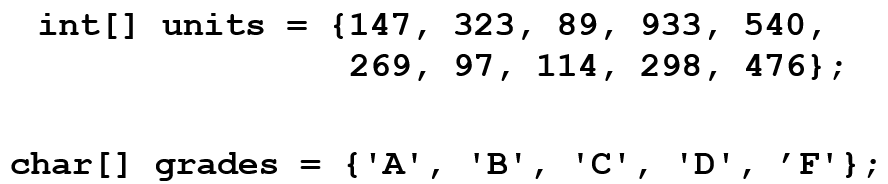 int[] units = {147, 323, 89, 933, 540,
269, 97, 114, 298, 476};
char[] grades = {'A', 'B', 'C', 'D', ’F'};